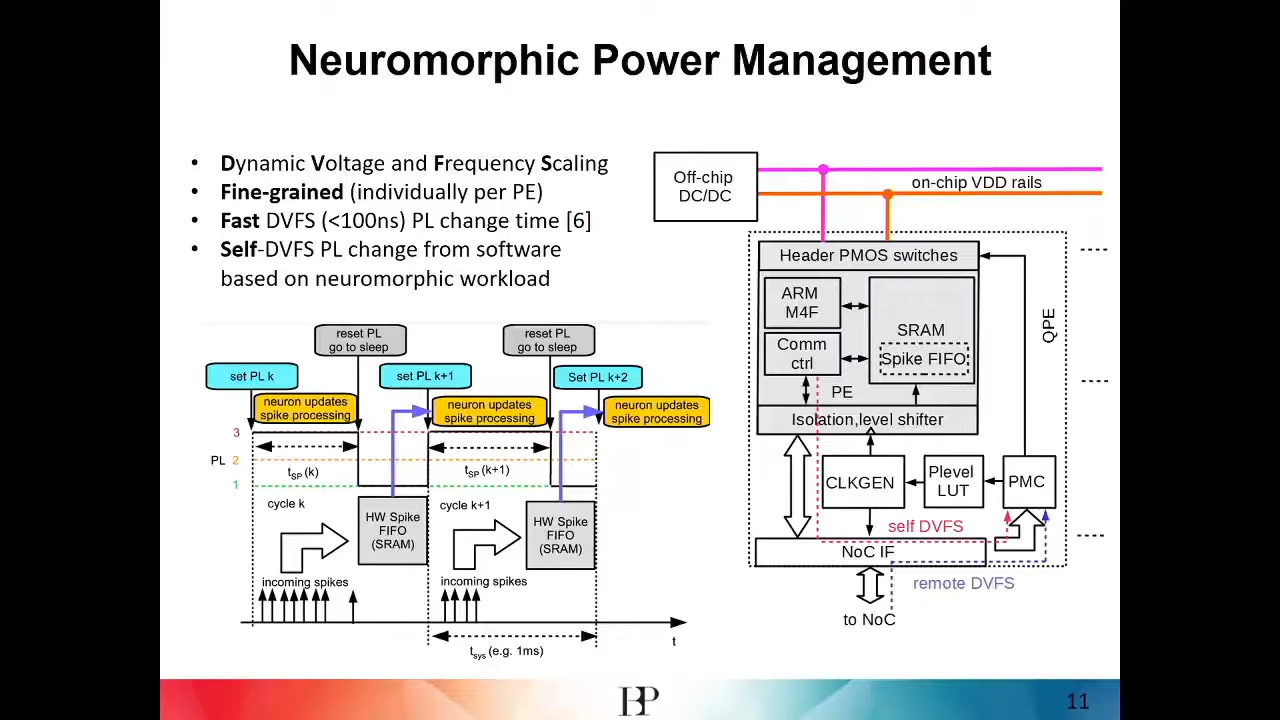 Neuromorphic Power Management
• Dynamic Voltage and Frequency Scaling
• Fine-grained (individually per PE)
• Fast DVFS (<100ns) PL change time [6]
• Self-DVFS PL change from software
based on neuromorphic workload
reset PL
go to sleep
reset PL
go to sleep
set PL k
set PL k+1
Set PL k+2
neuron updates
spike processing
neuron updates
spike processing
neuron updates
spike processing
3
PL 2
1
tSP (k)
tSP (k+1)
cycle k
cycle k+1
HW Spike
FIFO
(SRAM)
HW Spike
FIFO
(SRAM)
incoming spikes
incoming spikes
t
tsys (e.g. 1ms)
Off-chip
DC/DC
on-chip VDD rails
Header PMOS switches
ARM
M4F
SRAM
Spike FIFO
Comm
ctrl
PE
QPE
Isolation,level shifter
CLKGEN
Plevel
LUT
PMC
self DVFS
NoC IF
remote DVFS
to NoC
HBP
11